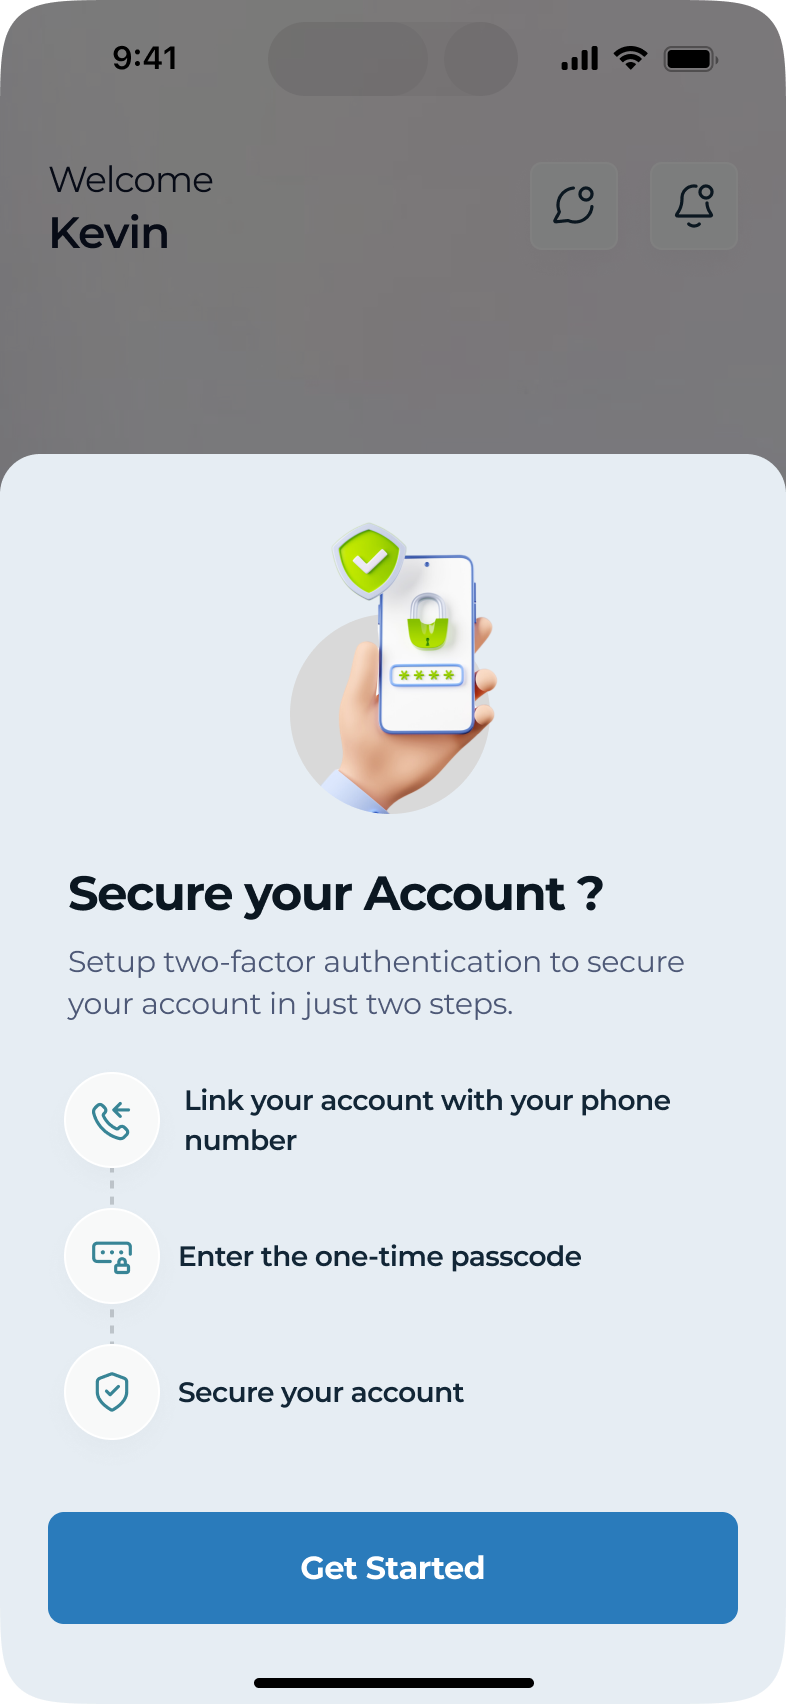 9:41
Welcome
Kevin
****
Secure your Account ?
Setup two-factor authentication to secure
your account in just two steps.
Link your account with your phone
number
Enter the one-time passcode
Secure your account
Get Started